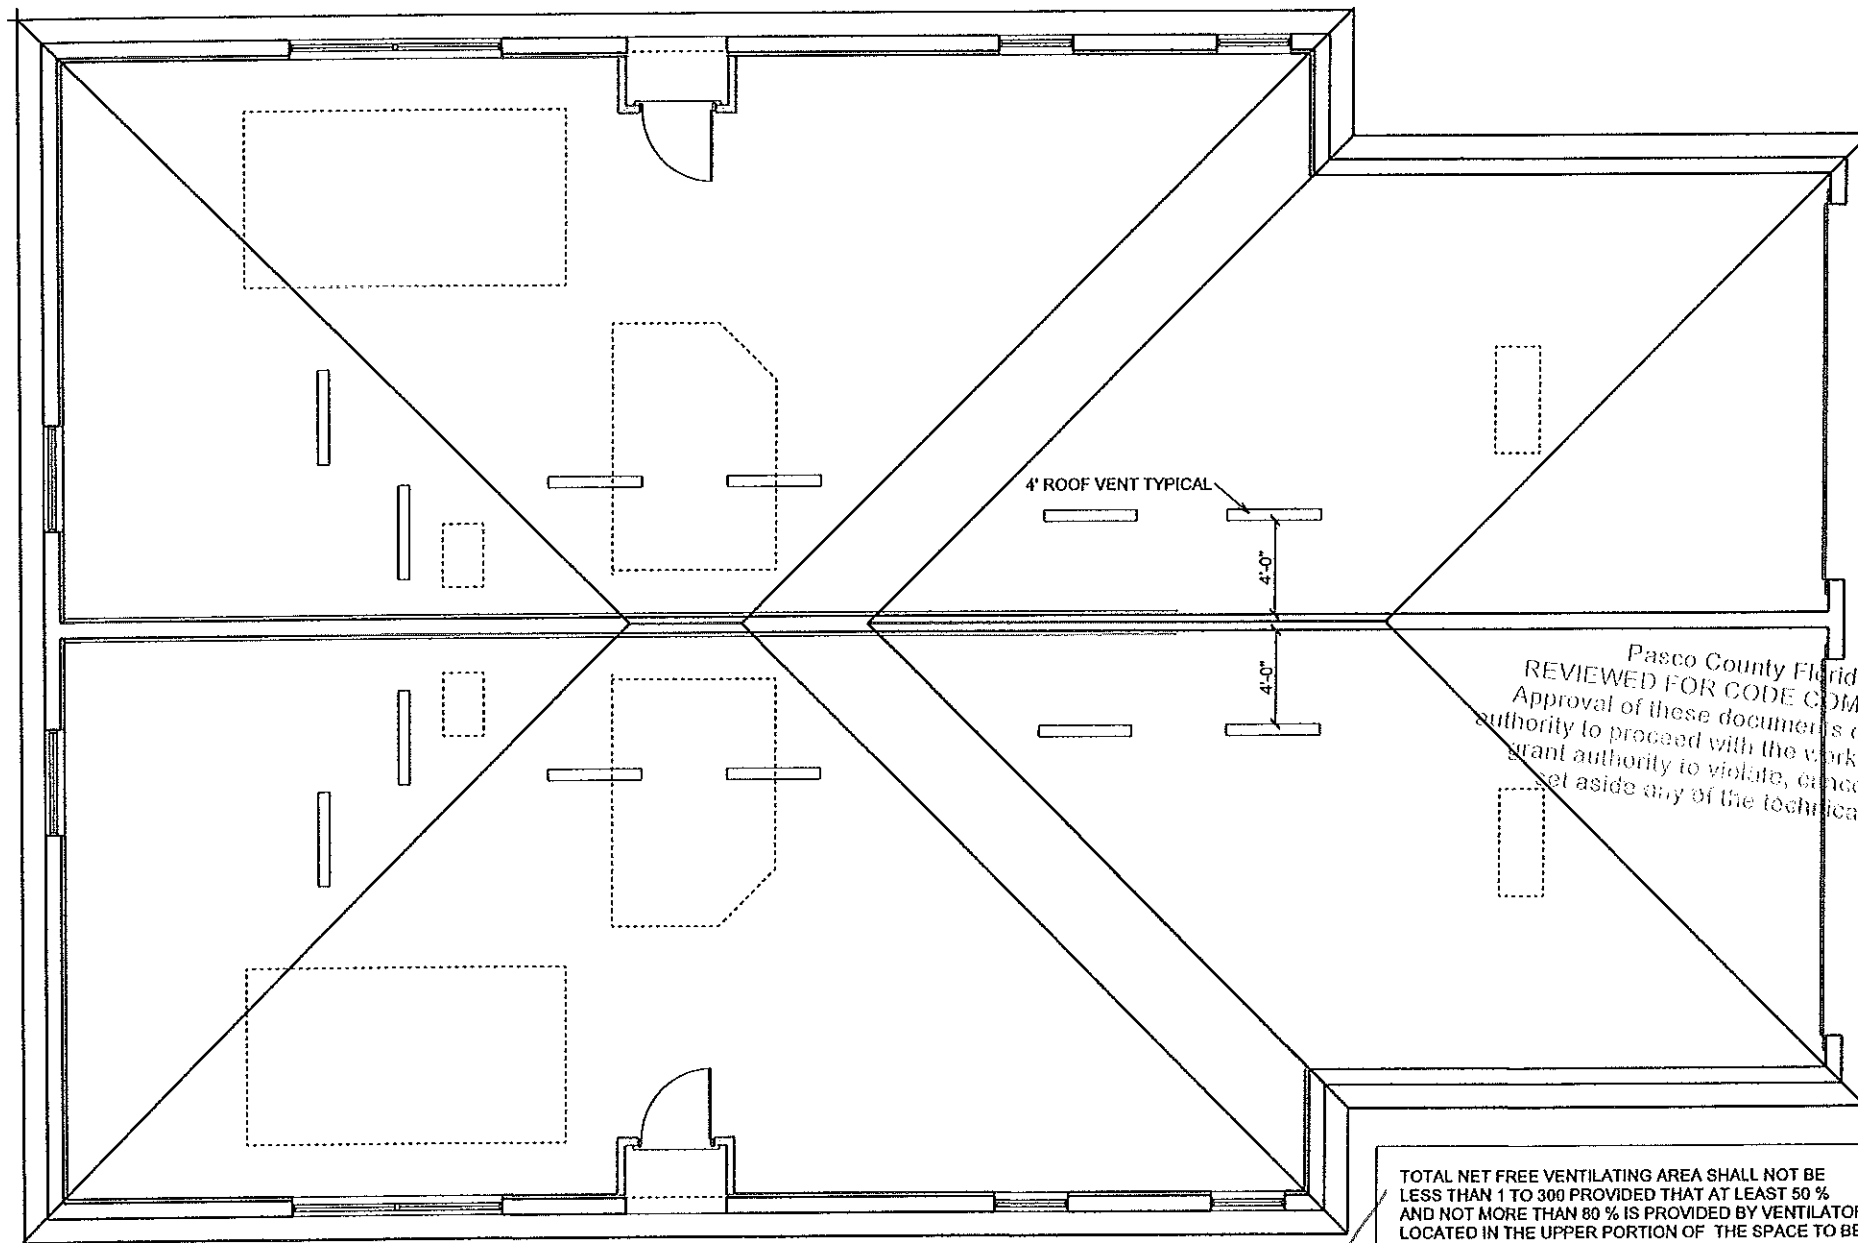 4' ROOF VENT TYPICAL
4'-0"
4'-0"
Pasco County Florid
REVIEWED FOR CODE COM
Approval of these documents
authority to proceed with the work
grant authority to violate, cance
set aside any of the technica
TOTAL NET FREE VENTILATING AREA SHALL NOT BE
LESS THAN 1 TO 300 PROVIDED THAT AT LEAST 50 %
AND NOT MORE THAN 80 % IS PROVIDED BY VENTILATOR
LOCATED IN THE UPPER PORTION OF THE SPACE TO BE